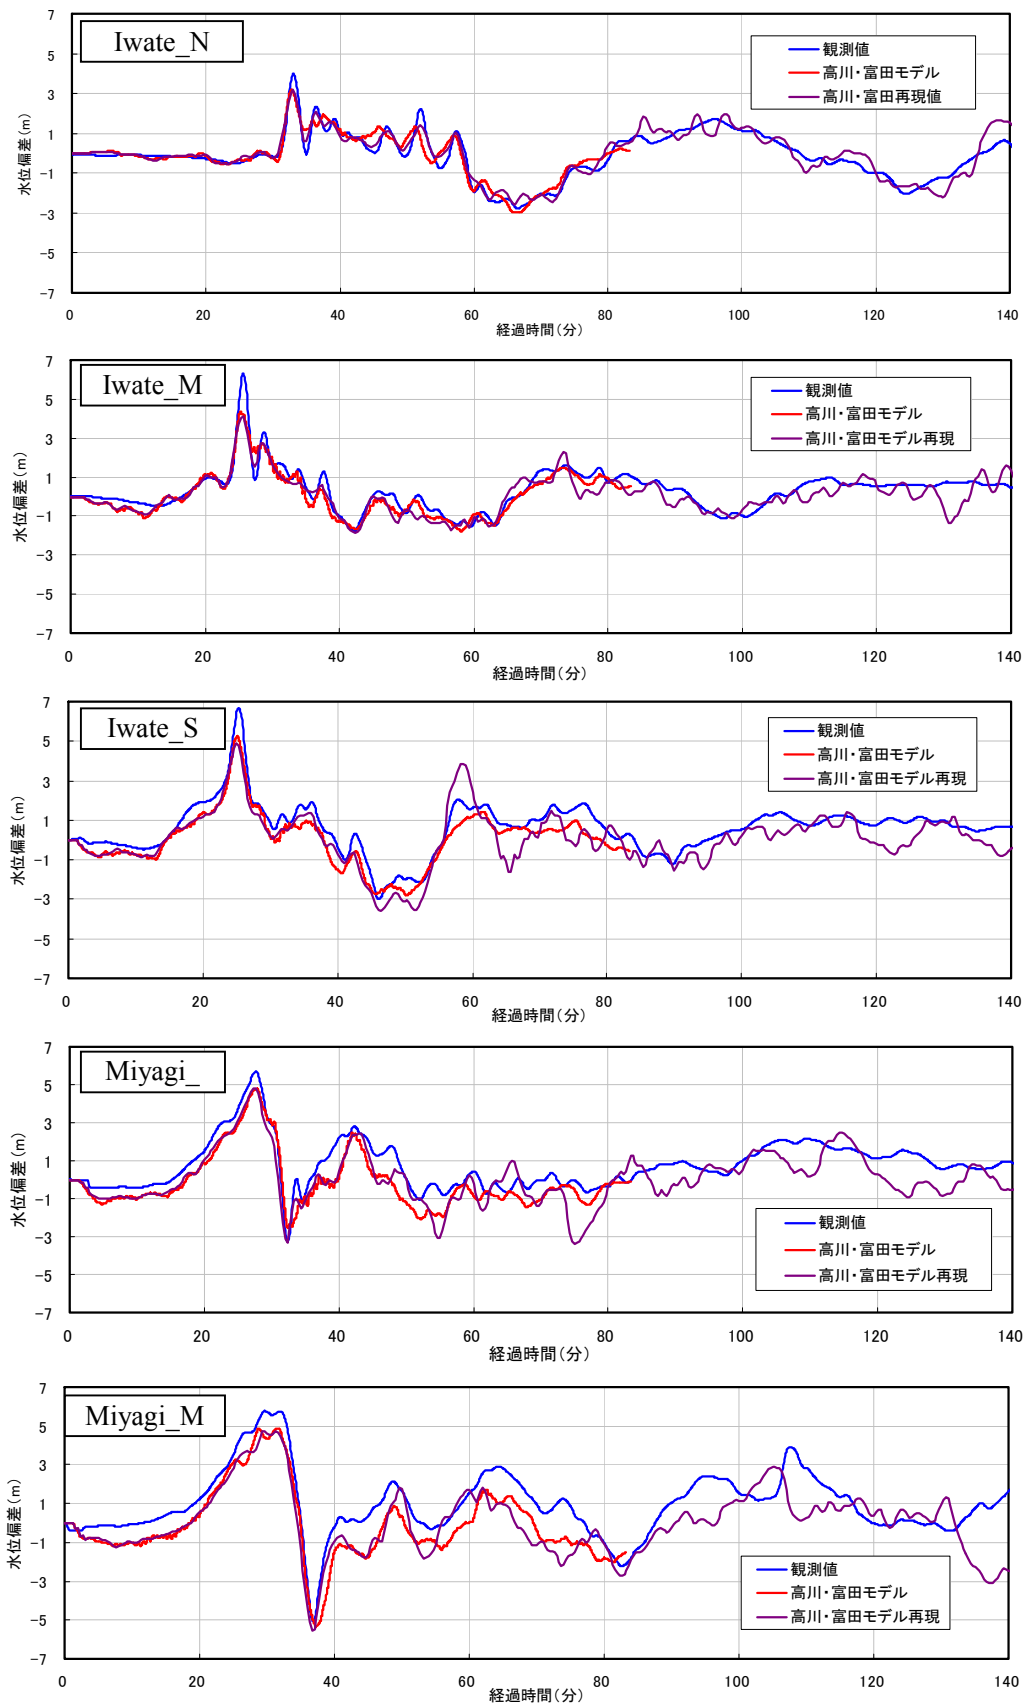 Iwate_N
観測値
高川・富田モデル
高川・富田再現値
水位偏差(m)
7
5
3
1
-1
-3
-5
-7
0 20 40 60 80 100 120 140
経過時間(分)
Iwate_M
観測値
高川・富田モデル
高川・富田モデル再現
水位偏差(m)
7
5
3
1
-1
-3
-5
-7
0 20 40 60 80 100 120 140
経過時間(分)
Iwate_S
観測値
高川・富田モデル
高川・富田モデル再現
水位偏差(m)
7
5
3
1
-1
-3
-5
-7
0 20 40 60 80 100 120 140
経過時間(分)
Miyagi_
観測値
高川・富田モデル
高川・富田モデル再現
水位偏差(m)
7
5
3
1
-1
-3
-5
-7
0 20 40 60 80 100 120 140
経過時間(分)
Miyagi_M
観測値
高川・富田モデル
高川・富田モデル再現
水位偏差(m)
7
5
3
1
-1
-3
-5
-7
0 20 40 60 80 100 120 140
経過時間(分)